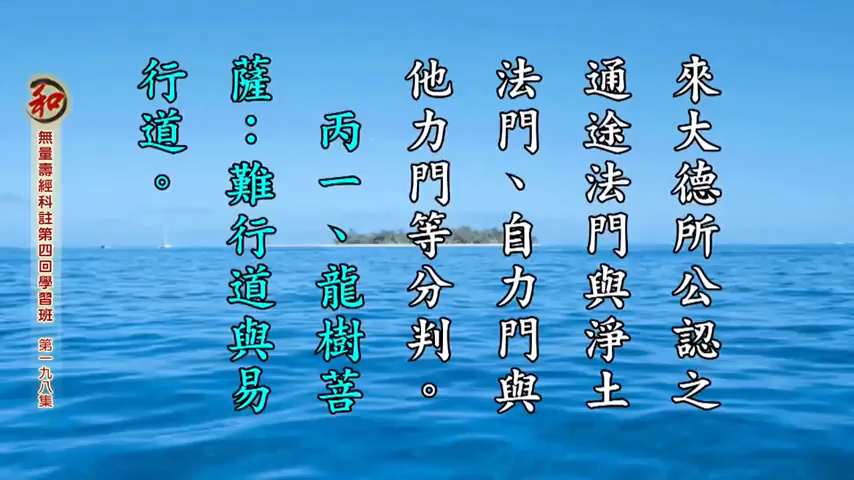 來大德所公認之
通途法門與淨土
法門、自力門與
他力門等分判。
丙一、龍樹菩
薩：難行道與易
行道。
和
無量壽經科註第四回學習班 第一九八集